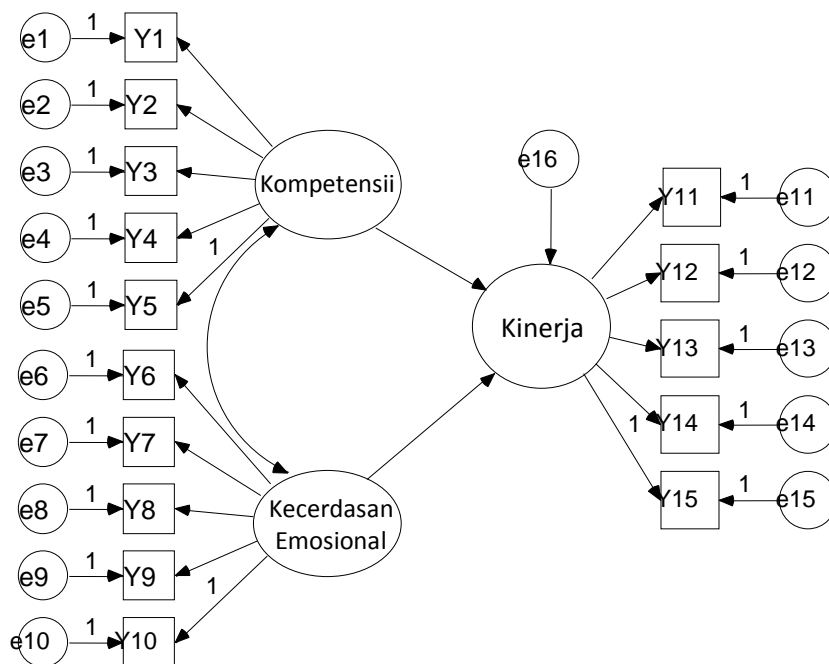 e1 1 Y1
e2 1 Y2
e3 1 Y3
e4 1 Y4
e5 1 Y5
1
Kompetensii
e6 1 Y6
e7 1 Y7
e8 1 Y8
e9 1 Y9
e10 1 Y10
1
Kecerdasan
Emosional
e16
Kinerja
Y11 1 e11
Y12 1 e12
Y13 1 e13
1 Y14 1 e14
Y15 1 e15